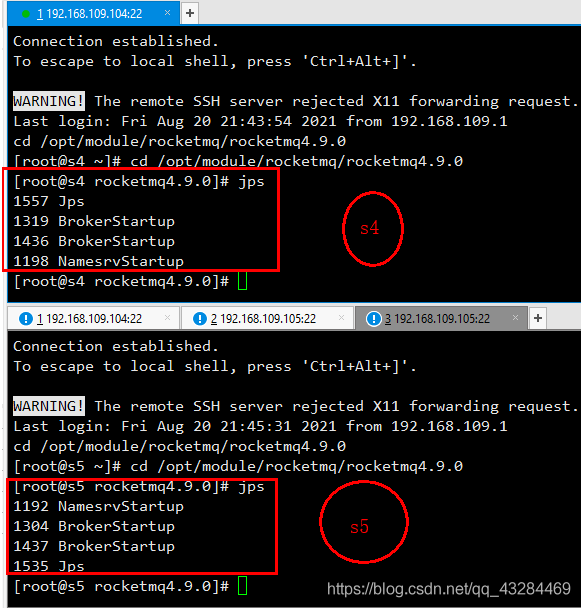 1 192.168.109.104:22 × +
Connection established.
To escape to local shell, press 'Ctrl+Alt+]'.
WARNING! The remote SSH server rejected X11 forwarding request.
Last login: Fri Aug 20 21:43:54 2021 from 192.168.109.1
cd /opt/module/rocketmq/rocketmq4.9.0
[root@s4 ~]# cd /opt/module/rocketmq/rocketmq4.9.0
[root@s4 rocketmq4.9.0]# jps
1557 Jps
1319 BrokerStartup
s4
1436 BrokerStartup
1198 NamesrvStartup
[root@s4 rocketmq4.9.0]#
1 192.168.109.104:22 × 2 192.168.109.105:22 × 3 192.168.109.105:22 × +
Connection established.
To escape to local shell, press 'Ctrl+Alt+]'.
WARNING! The remote SSH server rejected X11 forwarding request.
Last login: Fri Aug 20 21:45:31 2021 from 192.168.109.1
cd /opt/module/rocketmq/rocketmq4.9.0
[root@s5 ~]# cd /opt/module/rocketmq/rocketmq4.9.0
[root@s5 rocketmq4.9.0]# jps
1192 NamesrvStartup
1304 BrokerStartup
s5
1437 BrokerStartup
1535 Jps
[root@s5 rocketmq4.9.0]#
https://blog.csdn.net/qq_43284469